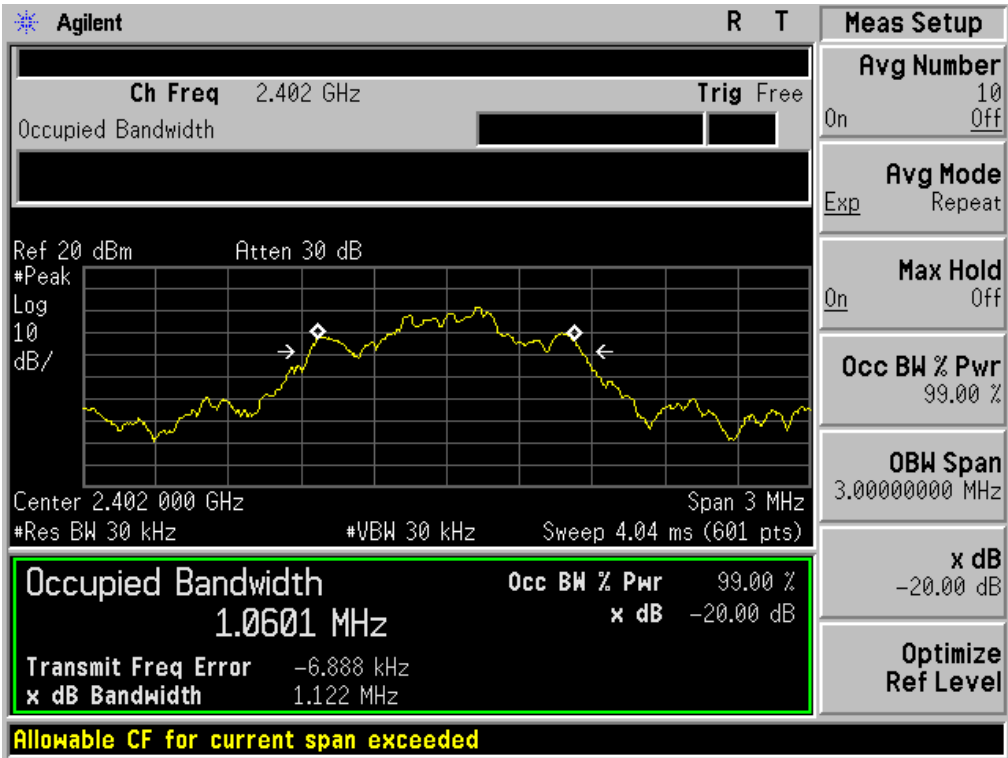 Agilent R T
Ch Freq 2.402 GHz Trig Free
Occupied Bandwidth
Ref 20 dBm Atten 30 dB
#Peak
Log
10
dB/
Center 2.402 000 GHz Span 3 MHz
#Res BW 30 kHz #VBW 30 kHz Sweep 4.04 ms (601 pts)
Occupied Bandwidth Occ BW % Pwr 99.00 %
1.0601 MHz x dB -20.00 dB
Transmit Freq Error -6.888 kHz
x dB Bandwidth 1.122 MHz
Allowable CF for current span exceeded
Meas Setup
Avg Number
10
On Off
Avg Mode
Exp Repeat
Max Hold
On Off
Occ BW % Pwr
99.00 %
OBW Span
3.00000000 MHz
x dB
-20.00 dB
Optimize
Ref Level